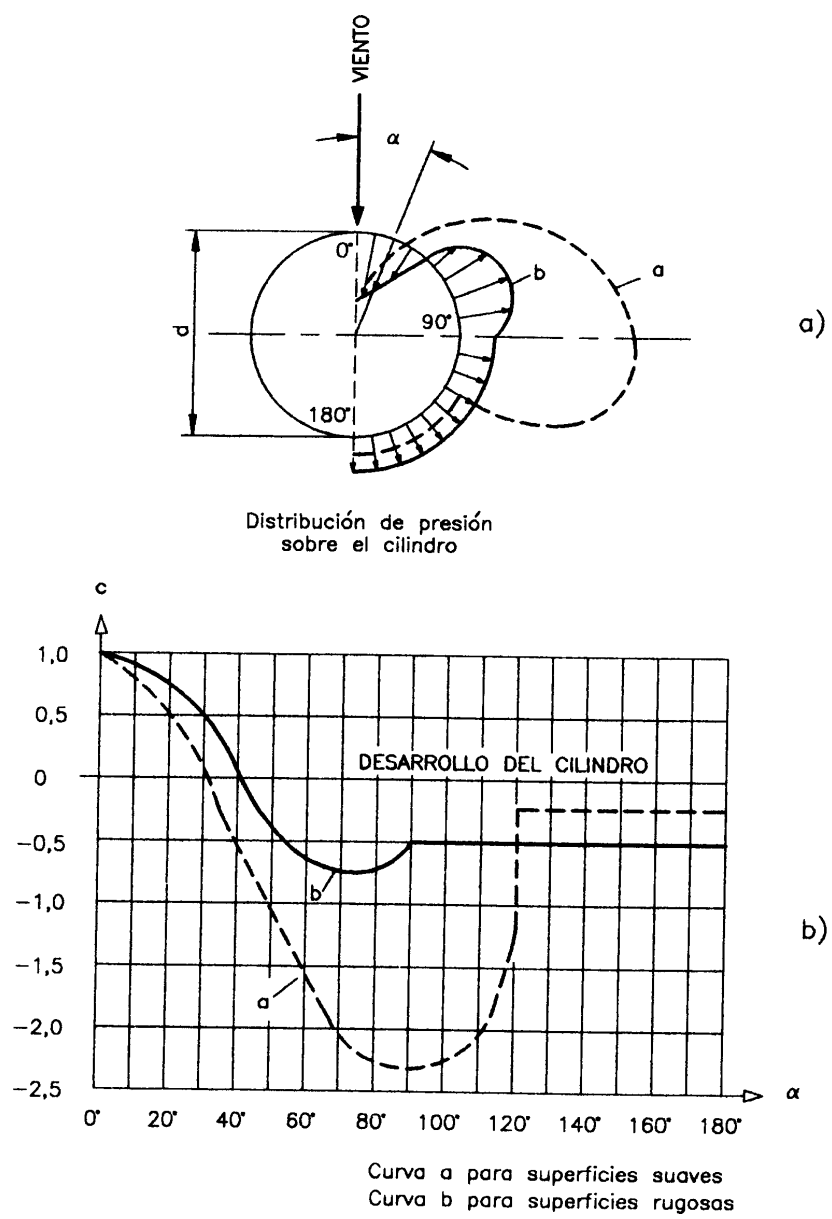 VIENTO
α
0°
d
b
a
90°
a)
180°
Distribución de presión
sobre el cilindro
c
1,0
0,5
DESARROLLO DEL CILINDRO
0
−0,5
b
−1,0
b)
−1,5
a
−2,0
−2,5
α
0° 20° 40° 60° 80° 100° 120° 140° 160° 180°
Curva a para superficies suaves
Curva b para superficies rugosas